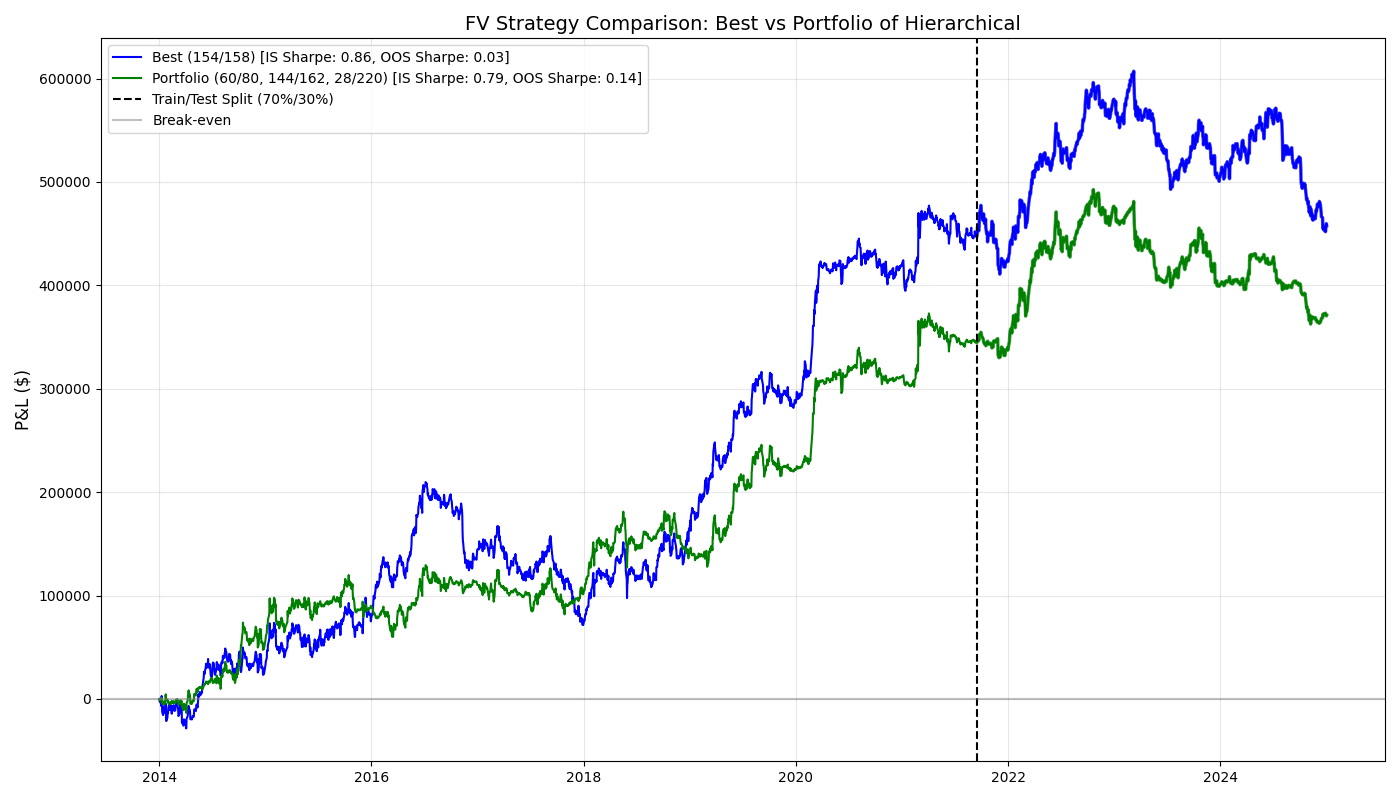 FV Strategy Comparison: Best vs Portfolio of Hierarchical
Best (154/158) [IS Sharpe: 0.86, OOS Sharpe: 0.03]
Portfolio (60/80, 144/162, 28/220) [IS Sharpe: 0.79, OOS Sharpe: 0.14]
Train/Test Split (70%/30%)
Break-even
P&L ($)
600000
500000
400000
300000
200000
100000
0
2014 2016 2018 2020 2022 2024